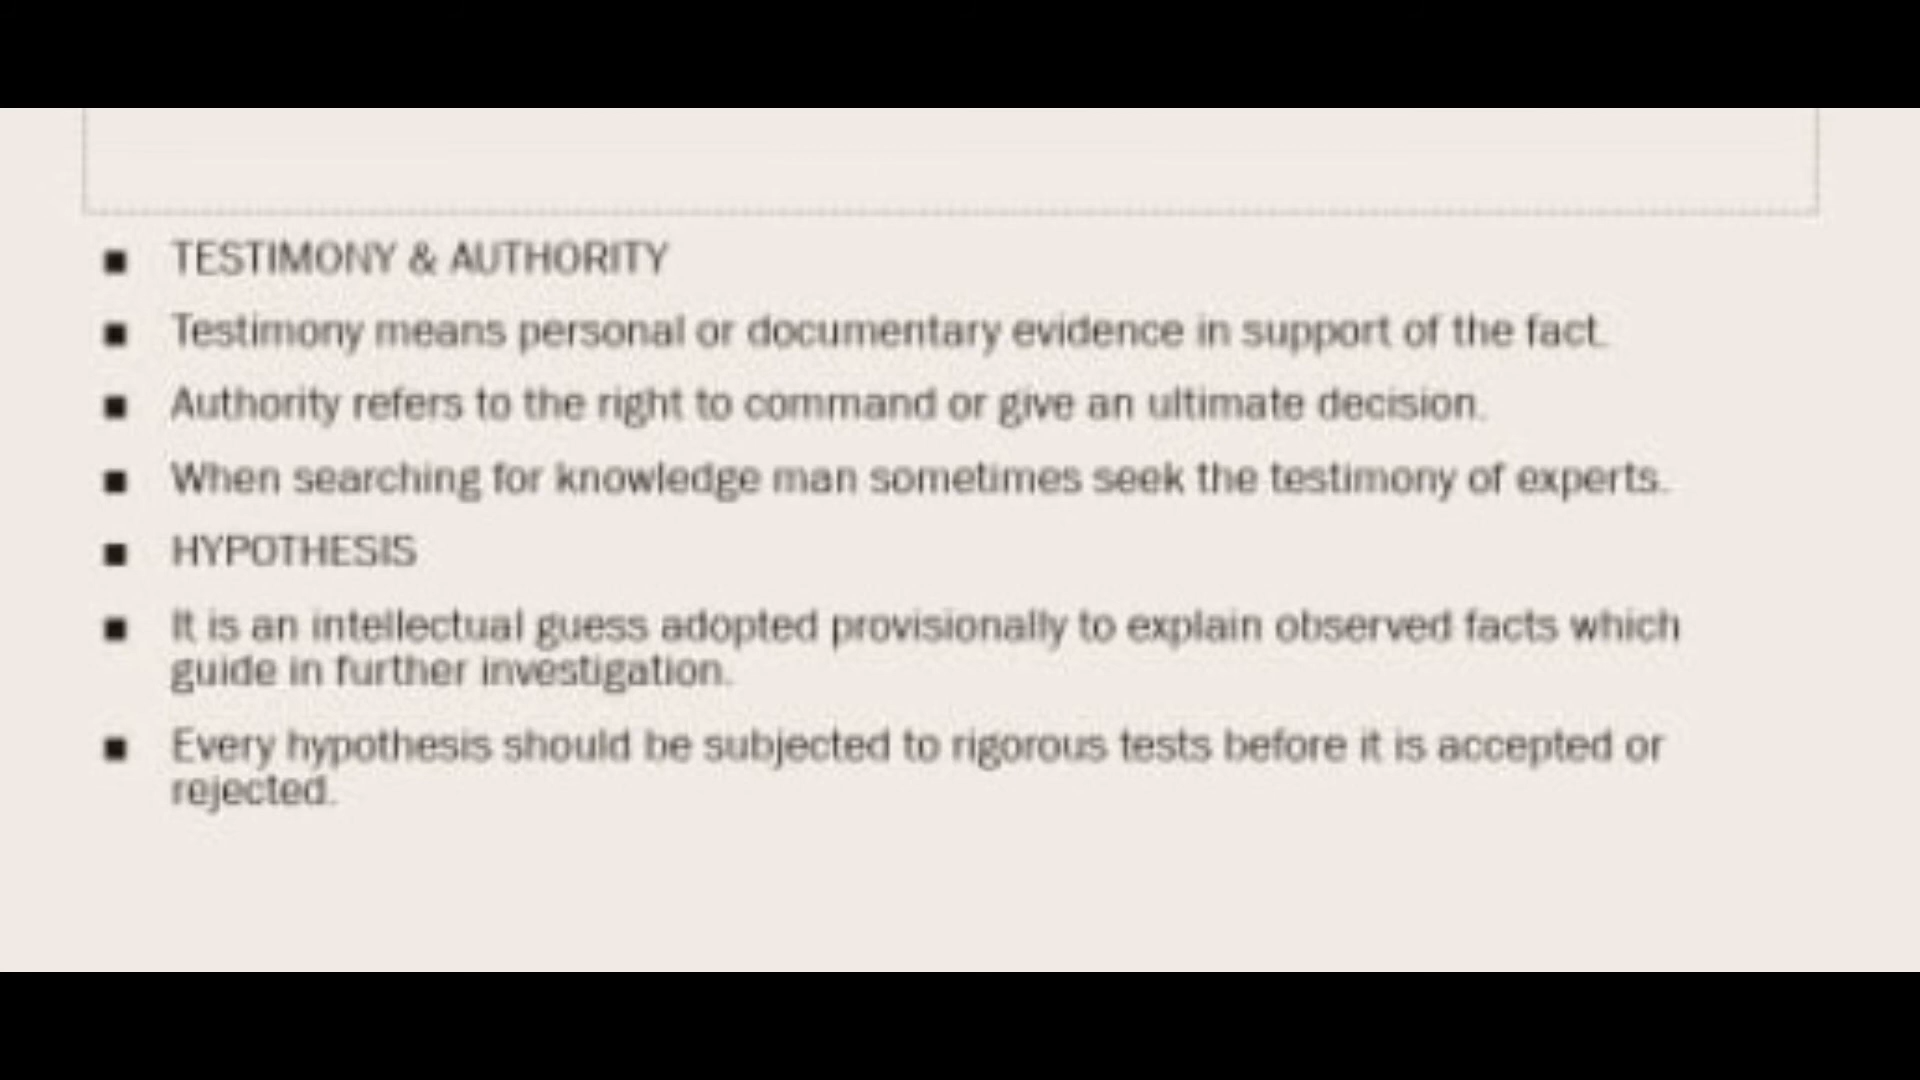 ■ TESTIMONY & AUTHORITY
■ Testimony means personal or documentary evidence in support of the fact.
■ Authority refers to the right to command or give an ultimate decision.
■ When searching for knowledge man sometimes seek the testimony of experts.
■ HYPOTHESIS
■ It is an intellectual guess adopted provisionally to explain observed facts which
guide in further investigation.
■ Every hypothesis should be subjected to rigorous tests before it is accepted or
rejected.